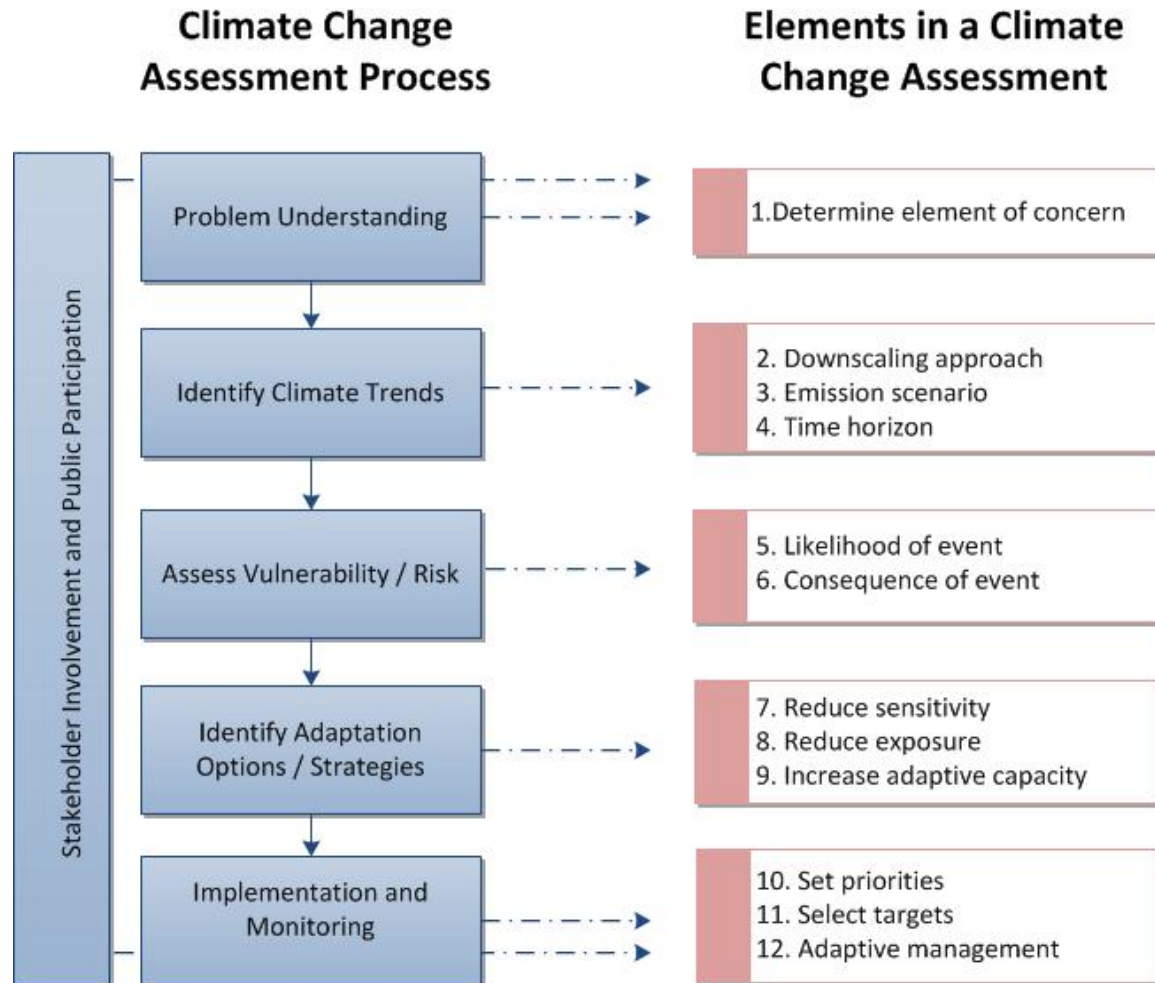 Climate Change
Assessment Process
Elements in a Climate
Change Assessment
Stakeholder Involvement and Public Participation
Problem Understanding
1.Determine element of concern
Identify Climate Trends
2. Downscaling approach
3. Emission scenario
4. Time horizon
Assess Vulnerability / Risk
5. Likelihood of event
6. Consequence of event
Identify Adaptation
Options / Strategies
7. Reduce sensitivity
8. Reduce exposure
9. Increase adaptive capacity
Implementation and
Monitoring
10. Set priorities
11. Select targets
12. Adaptive management